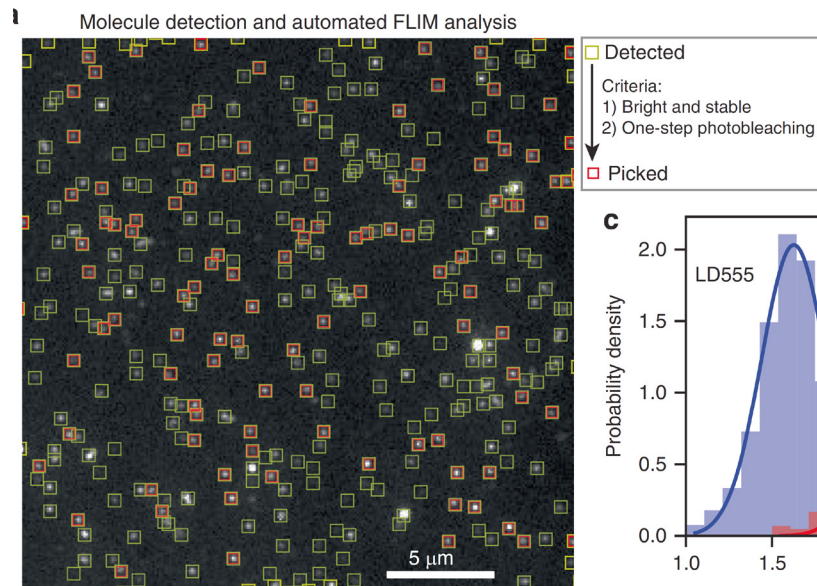 a
Molecule detection and automated FLIM analysis
Detected
Criteria:
1) Bright and stable
2) One-step photobleaching
Picked
5 μm
c
LD555
Probability density
2.0
1.5
1.0
0.5
0.0
1.0
1.5